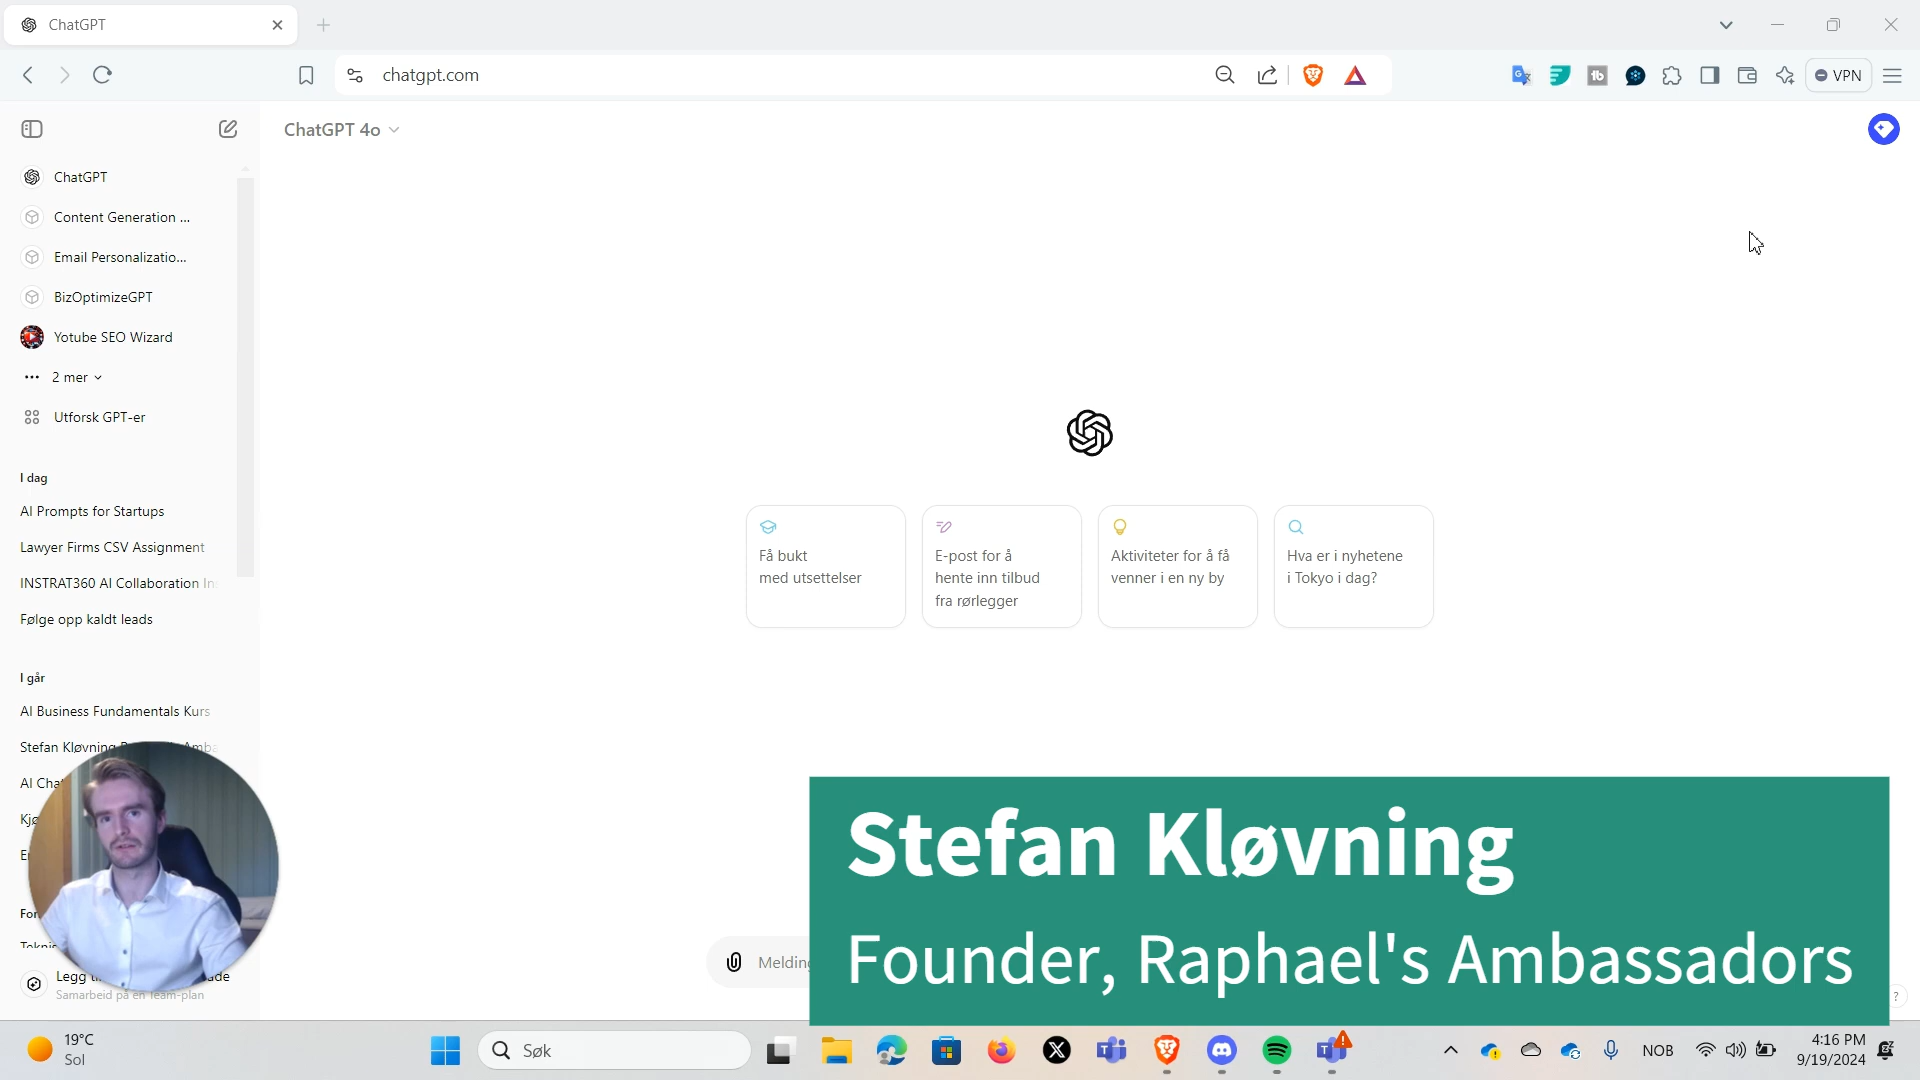 ChatGPT
chatgpt.com
VPN
ChatGPT 4o
ChatGPT
Content Generation ...
Email Personalizatio...
BizOptimizeGPT
Yotube SEO Wizard
2 mer
Utforsk GPT-er
I dag
AI Prompts for Startups
Lawyer Firms CSV Assignment
INSTRAT360 AI Collaboration
Følge opp kaldt leads
I går
AI Business Fundamentals Kurs
Stefan Kløvning
AI
Få bukt
med utsettelser
E-post for å
hente inn tilbud
fra rørlegger
Aktiviteter for å få
venner i en ny by
Hva er i nyhetene
i Tokyo i dag?
Legg
Samarbeid på en Team-plan
Stefan Kløvning
Founder, Raphael's Ambassadors
?
19°C
Sol
Søk
NOB
4:16 PM
9/19/2024